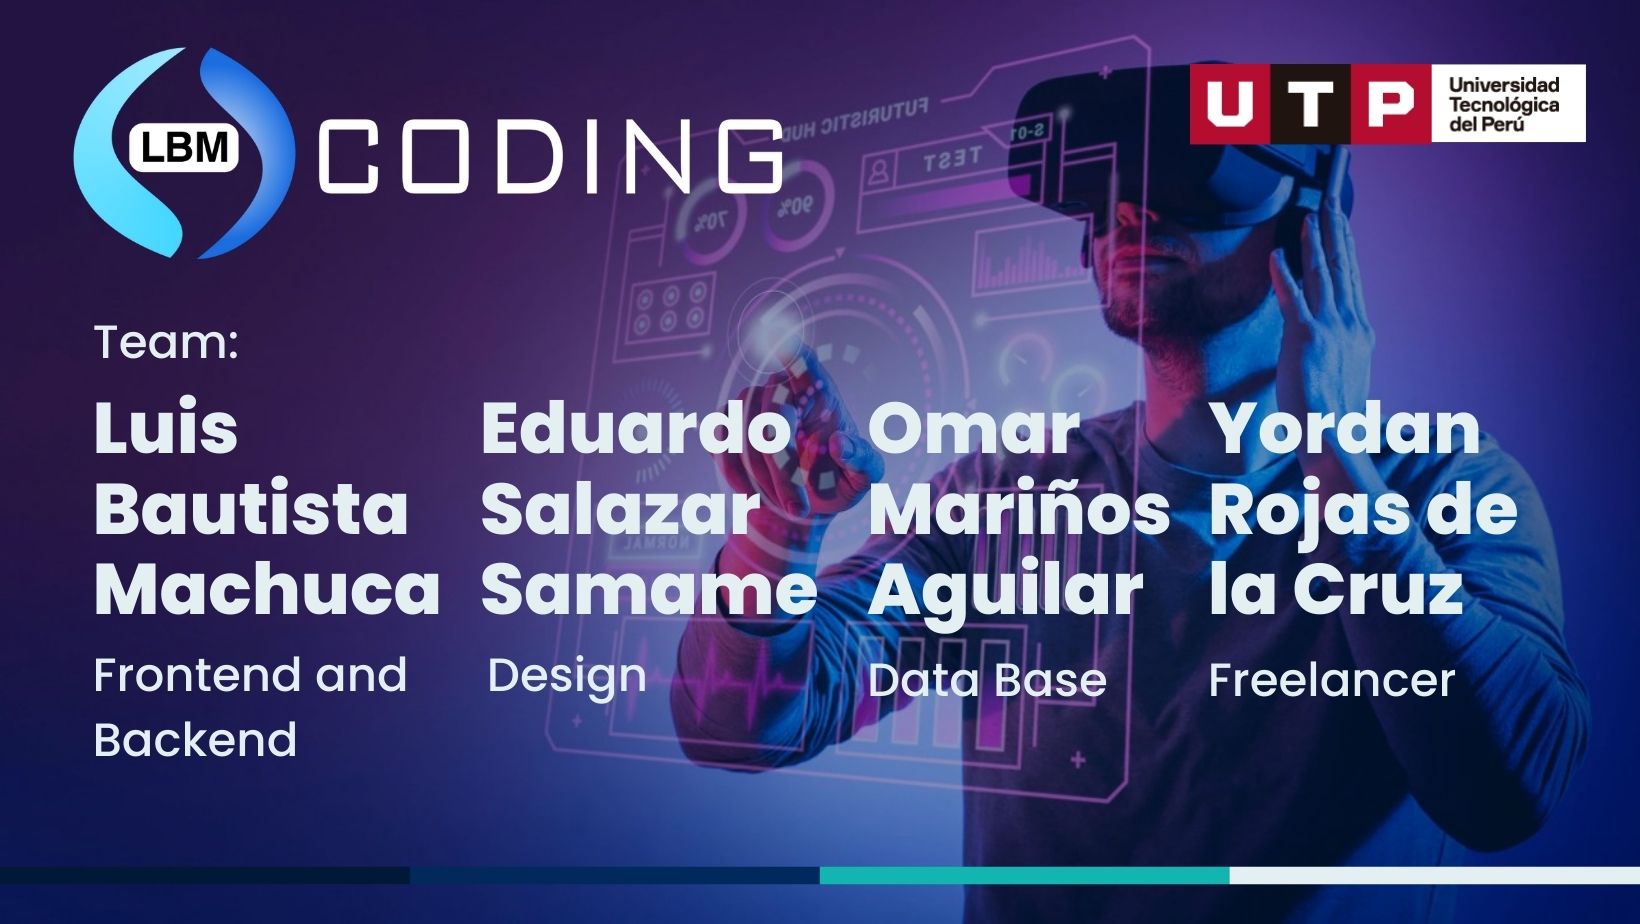 LBM
CODING
UTP
Universidad
Tecnológica
del Perú
FUTURISTIC HUD
S-01
TEST
70%
90%
Team:
Luis
Bautista
Machuca
Frontend and
Backend
Eduardo
Salazar
Samame
Design
Omar
Mariños
Aguilar
Data Base
Yordan
Rojas de
la Cruz
Freelancer
NORMAL